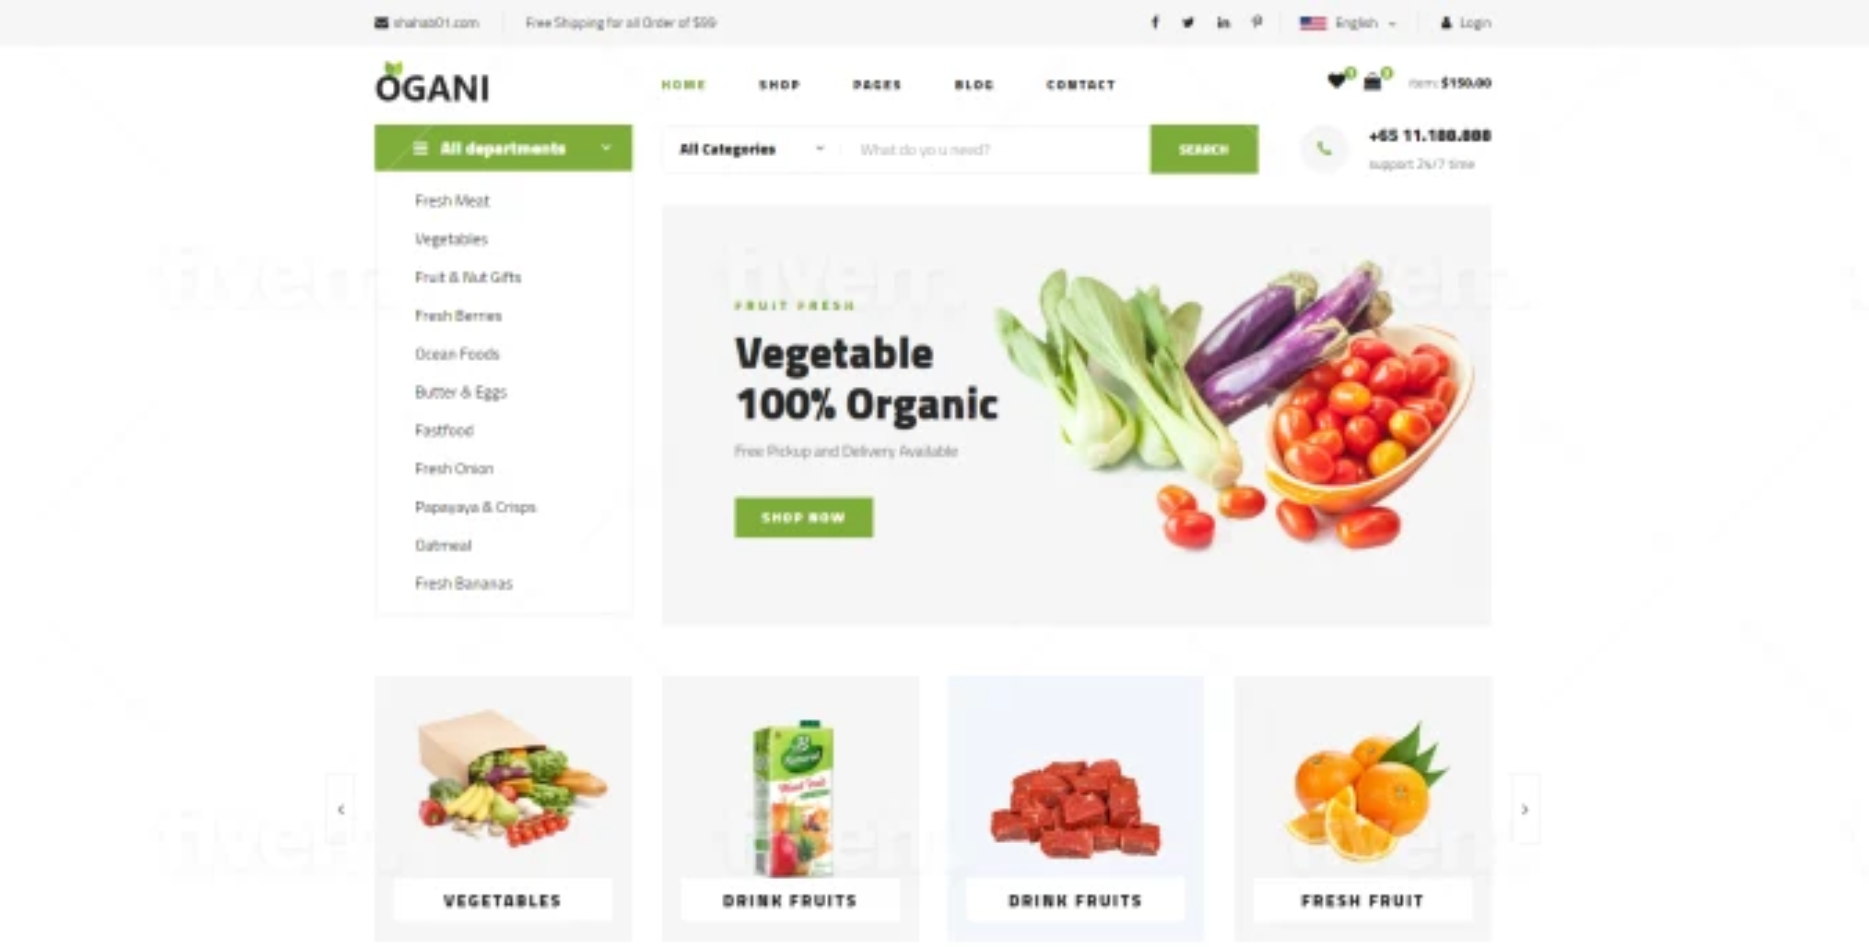 shahab01.com
Free Shipping for all Order of $99
English
Login
OGANI
HOME
SHOP
PAGES
BLOG
CONTACT
item: $150.00
All departments
All Categories
What do yo u need?
SEARCH
+65 11.188.888
support 24/7 time
Fresh Meat
Vegetables
Fruit & Nut Gifts
Fresh Berries
Ocean Foods
Butter & Eggs
Fastfood
Fresh Onion
Papayaya & Crisps
Oatmeal
Fresh Bananas
FRUIT FRESH
Vegetable
100% Organic
Free Pickup and Delivery Available
SHOP NOW
fiverr.
fiverr.
fiverr.
VEGETABLES
DRINK FRUITS
DRINK FRUITS
FRESH FRUIT